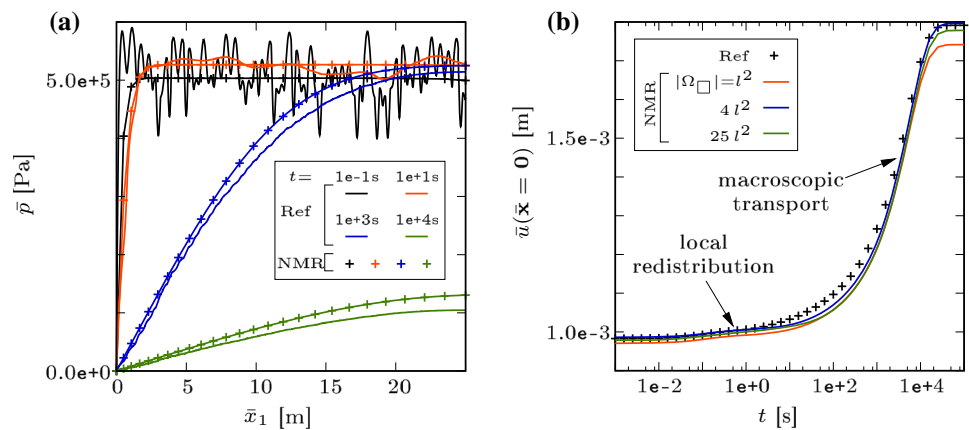 (a)
p̄ [Pa]
5.0e+5
0.0e+0
t= 1e-1s 1e+1s
Ref
1e+3s 1e+4s
NMR
0 5 10 15 20
x̄₁ [m]
(b)
ū(x̄ = 0) [m]
1.8e-3
1.0e-3
Ref
NMR
|Ω□|=l²
4 l²
25 l²
macroscopic
transport
local
redistribution
1e-2 1e+0 1e+2 1e+4
t [s]